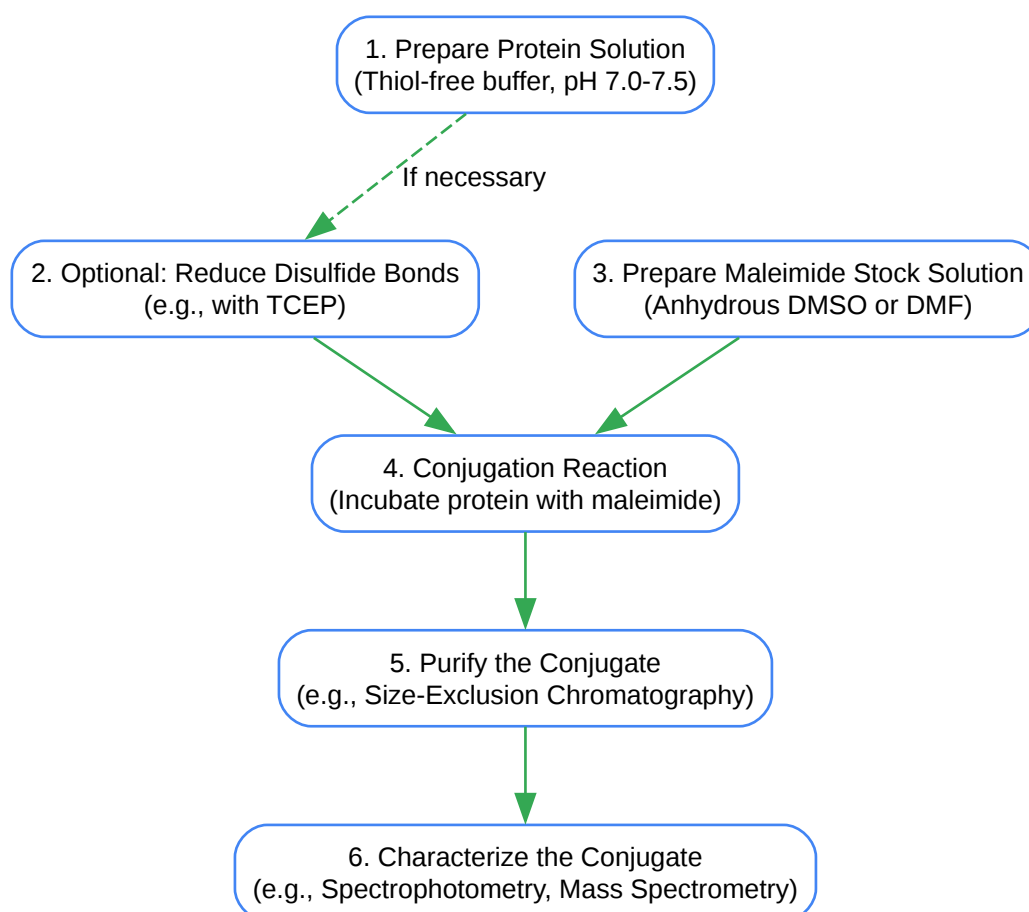 1. Prepare Protein Solution
(Thiol-free buffer, pH 7.0-7.5)
If necessary
2. Optional: Reduce Disulfide Bonds
(e.g., with TCEP)
3. Prepare Maleimide Stock Solution
(Anhydrous DMSO or DMF)
4. Conjugation Reaction
(Incubate protein with maleimide)
5. Purify the Conjugate
(e.g., Size-Exclusion Chromatography)
6. Characterize the Conjugate
(e.g., Spectrophotometry, Mass Spectrometry)